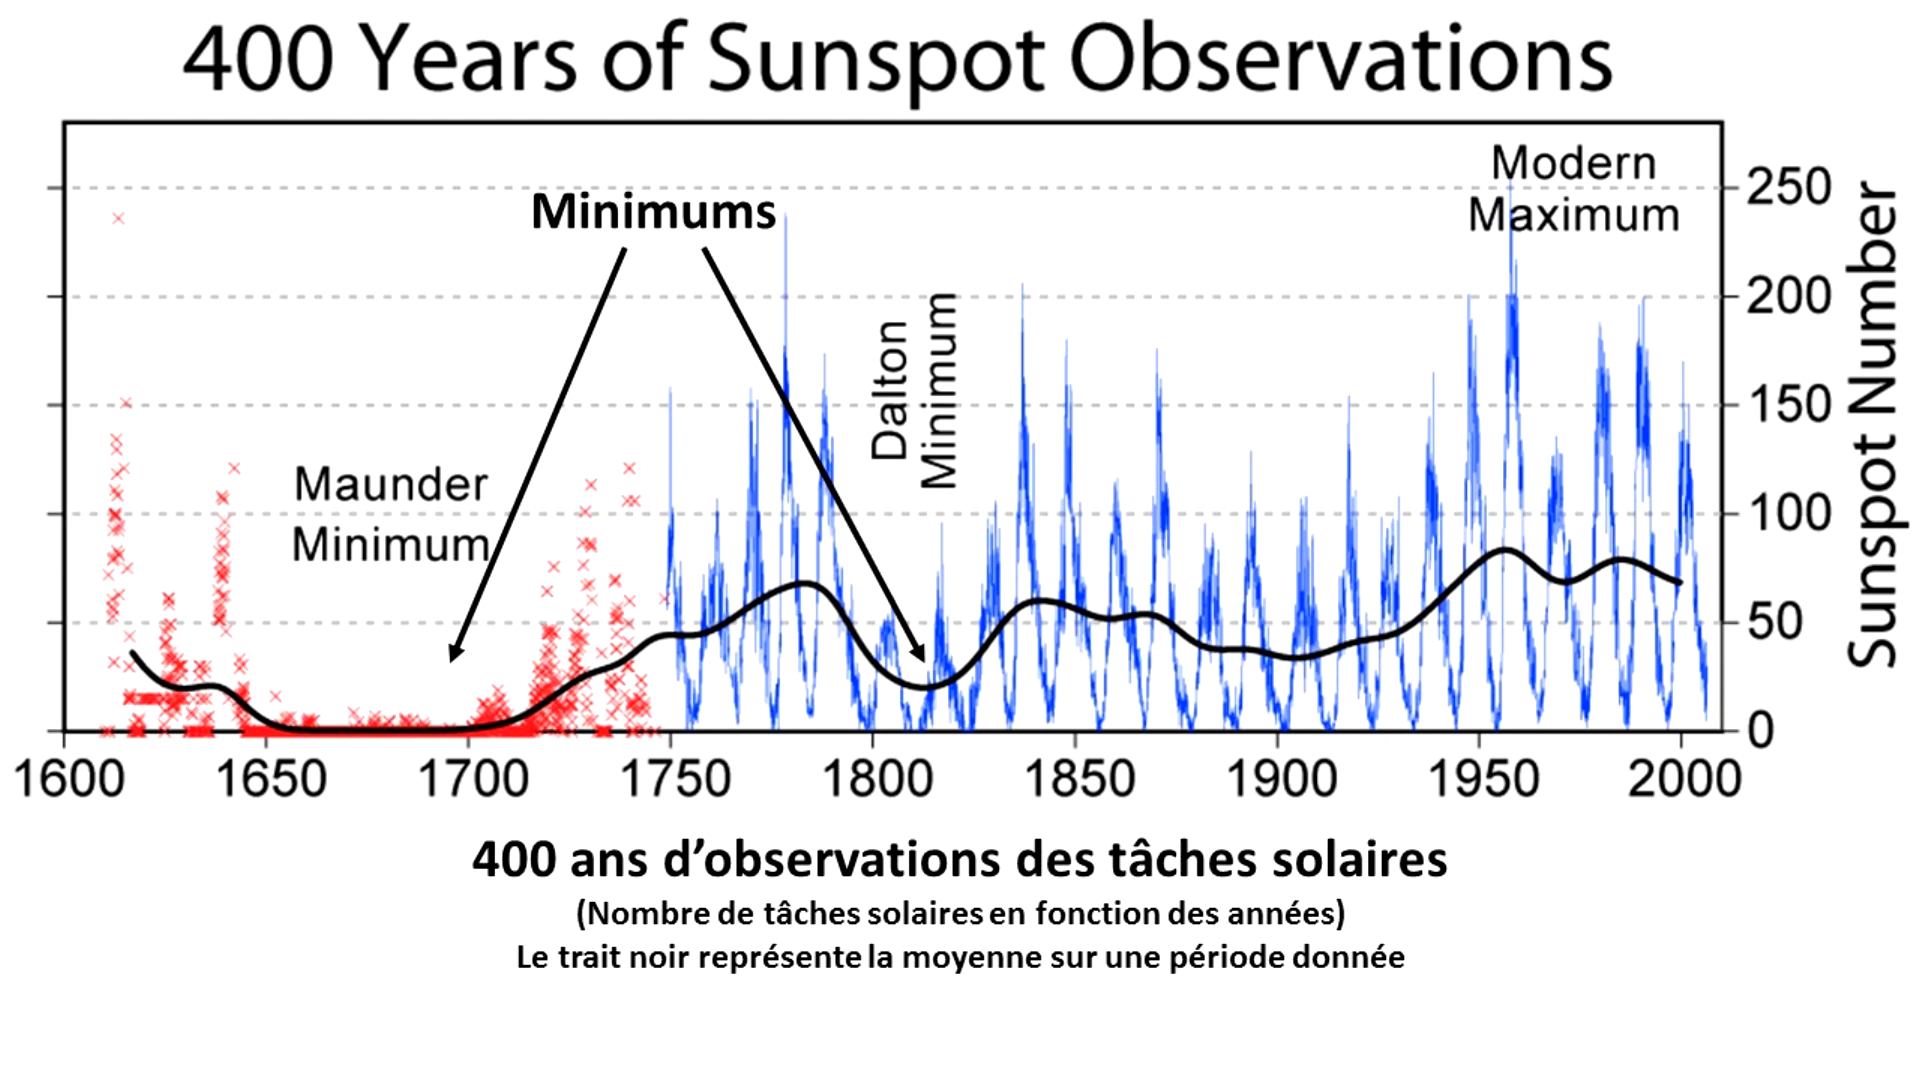 400 Years of Sunspot Observations
Modern
Maximum
Minimums
Dalton
Minimum
Maunder
Minimum
250
200
150
100
50
0
Sunspot Number
1600 1650 1700 1750 1800 1850 1900 1950 2000
400 ans d’observations des tâches solaires
(Nombre de tâches solaires en fonction des années)
Le trait noir représente la moyenne sur une période donnée